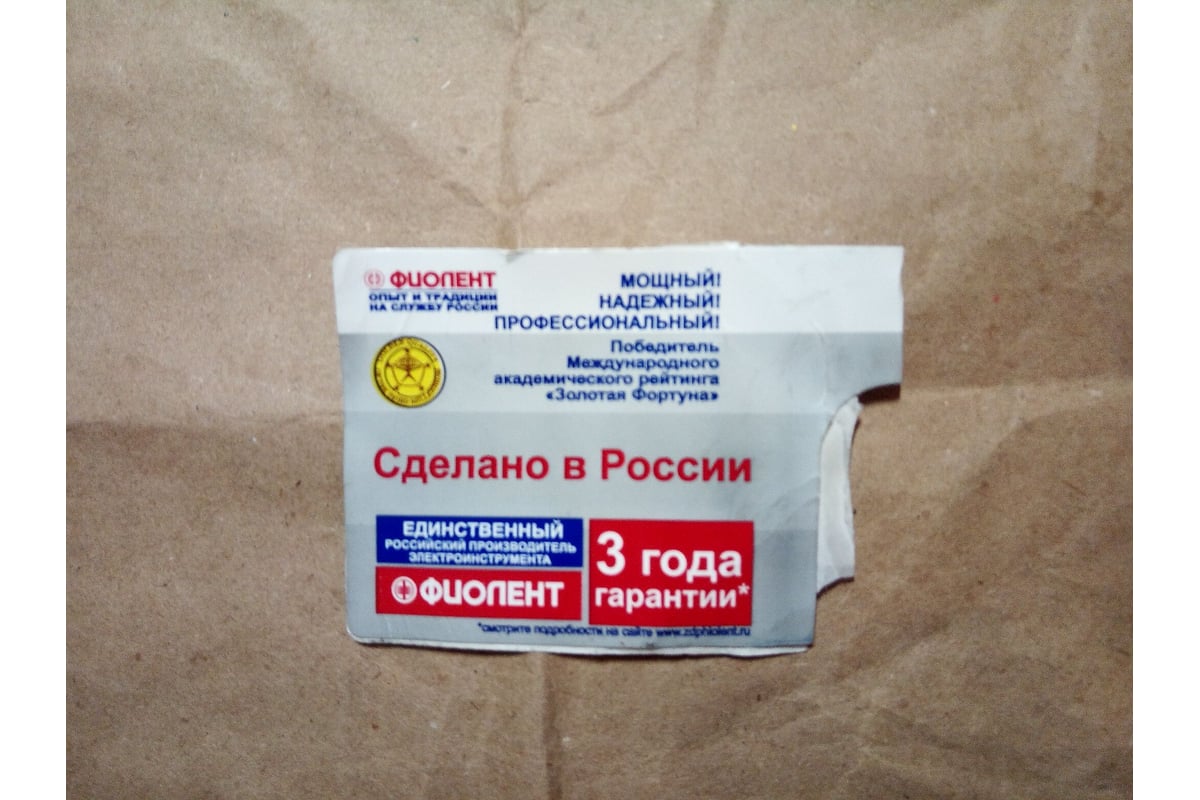 ФИОЛЕНТ
ОПЫТ И ТРАДИЦИИ
НА СЛУЖБУ РОССИИ
МОЩНЫЙ!
НАДЕЖНЫЙ!
ПРОФЕССИОНАЛЬНЫЙ!
Победитель
Международного
академического рейтинга
«Золотая Фортуна»
Сделано в России
ЕДИНСТВЕННЫЙ
РОССИЙСКИЙ ПРОИЗВОДИТЕЛЬ
ЭЛЕКТРОИНСТРУМЕНТА
ФИОЛЕНТ
3 года
гарантии*
*смотрите подробности на сайте www.zdphiolent.ru